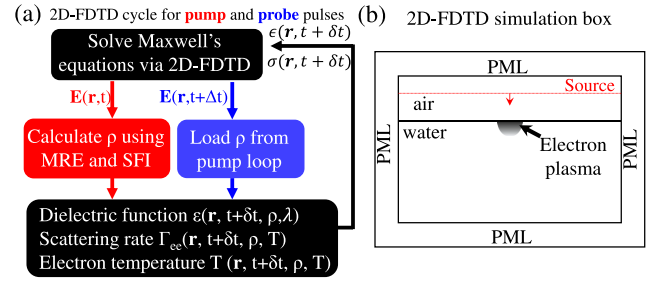 (a) 2D-FDTD cycle for pump and probe pulses
Solve Maxwell's
equations via 2D-FDTD
ϵ(r, t + δt)
σ(r, t + δt)
E(r,t)
E(r,t+Δt)
Calculate ρ using
MRE and SFI
Load ρ from
pump loop
Dielectric function ε(r, t+δt, ρ,λ)
Scattering rate Γee(r, t+δt, ρ, T)
Electron temperature T (r, t+δt, ρ, T)
(b) 2D-FDTD simulation box
PML
Source
air
water
Electron
plasma
PML
PML
PML